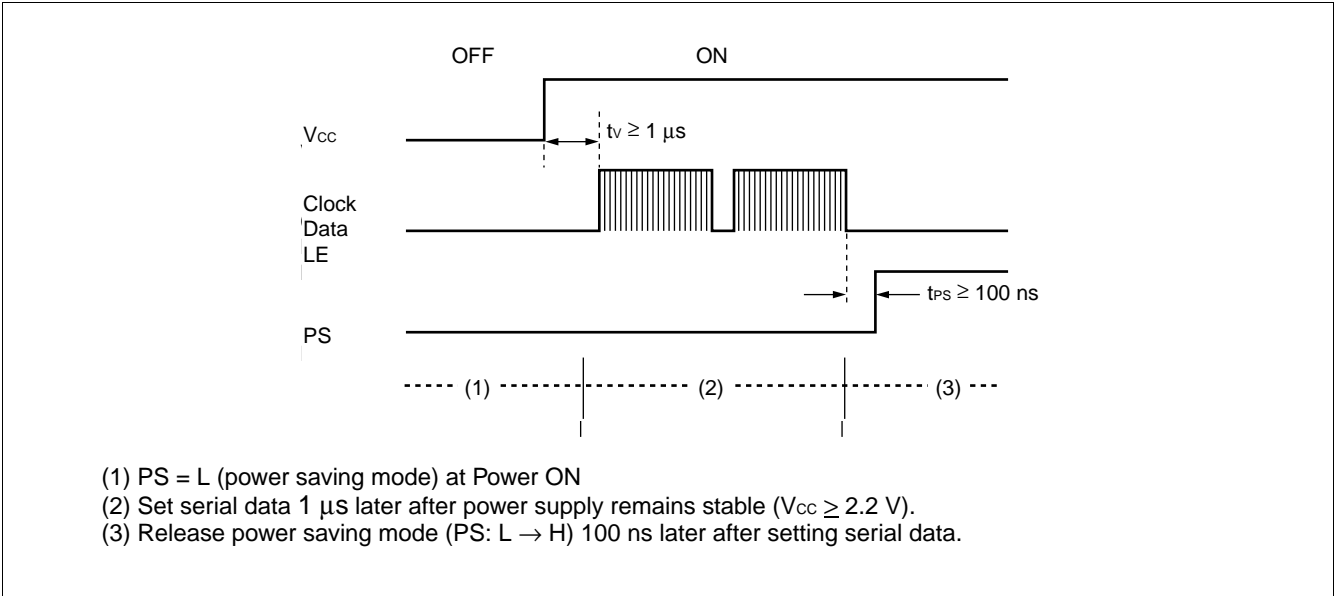 OFF ON
VCC
tV ≥ 1 µs
Clock
Data
LE
tPS ≥ 100 ns
PS
(1) (2) (3)
(1) PS = L (power saving mode) at Power ON
(2) Set serial data 1 µs later after power supply remains stable (VCC ≥ 2.2 V).
(3) Release power saving mode (PS: L → H) 100 ns later after setting serial data.